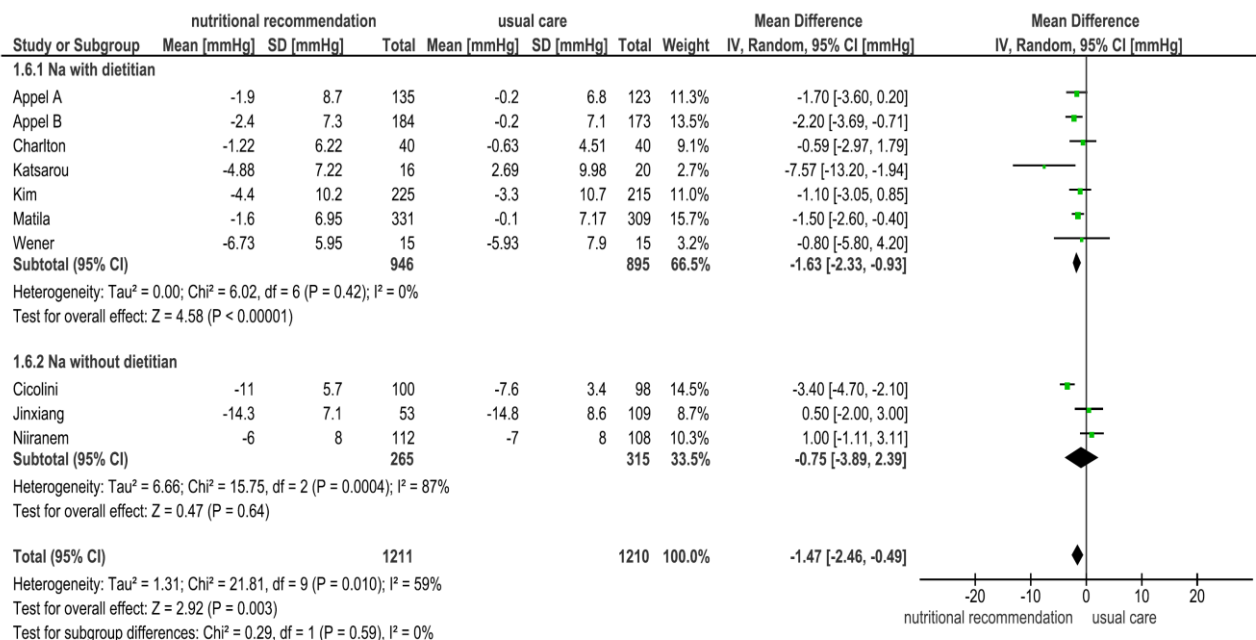 nutritional recommendation usual care Mean Difference Mean Difference
Study or Subgroup Mean [mmHg] SD [mmHg] Total Mean [mmHg] SD [mmHg] Total Weight IV, Random, 95% CI [mmHg] IV, Random, 95% CI [mmHg]
1.6.1 Na with dietitian
Appel A -1.9 8.7 135 -0.2 6.8 123 11.3% -1.70 [-3.60, 0.20]
Appel B -2.4 7.3 184 -0.2 7.1 173 13.5% -2.20 [-3.69, -0.71]
Charlton -1.22 6.22 40 -0.63 4.51 40 9.1% -0.59 [-2.97, 1.79]
Katsarou -4.88 7.22 16 2.69 9.98 20 2.7% -7.57 [-13.20, -1.94]
Kim -4.4 10.2 225 -3.3 10.7 215 11.0% -1.10 [-3.05, 0.85]
Matila -1.6 6.95 331 -0.1 7.17 309 15.7% -1.50 [-2.60, -0.40]
Wener -6.73 5.95 15 -5.93 7.9 15 3.2% -0.80 [-5.80, 4.20]
Subtotal (95% CI) 946 895 66.5% -1.63 [-2.33, -0.93]
Heterogeneity: Tau² = 0.00; Chi² = 6.02, df = 6 (P = 0.42); I² = 0%
Test for overall effect: Z = 4.58 (P < 0.00001)
1.6.2 Na without dietitian
Cicolini -11 5.7 100 -7.6 3.4 98 14.5% -3.40 [-4.70, -2.10]
Jinxiang -14.3 7.1 53 -14.8 8.6 109 8.7% 0.50 [-2.00, 3.00]
Niiranem -6 8 112 -7 8 108 10.3% 1.00 [-1.11, 3.11]
Subtotal (95% CI) 265 315 33.5% -0.75 [-3.89, 2.39]
Heterogeneity: Tau² = 6.66; Chi² = 15.75, df = 2 (P = 0.0004); I² = 87%
Test for overall effect: Z = 0.47 (P = 0.64)
Total (95% CI) 1211 1210 100.0% -1.47 [-2.46, -0.49]
Heterogeneity: Tau² = 1.31; Chi² = 21.81, df = 9 (P = 0.010); I² = 59%
Test for overall effect: Z = 2.92 (P = 0.003)
Test for subgroup differences: Chi² = 0.29, df = 1 (P = 0.59), I² = 0%
-20 -10 0 10 20
nutritional recommendation usual care